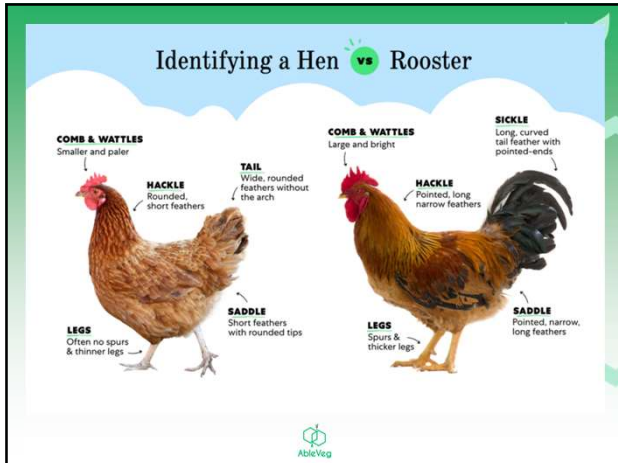 Identifying a Hen vs Rooster
COMB & WATTLES
Smaller and paler
HACKLE
Rounded,
short feathers
TAIL
Wide, rounded
feathers without
the arch
SADDLE
Short feathers
with rounded tips
LEGS
Often no spurs
& thinner legs
COMB & WATTLES
Large and bright
HACKLE
Pointed, long
narrow feathers
SICKLE
Long, curved
tail feather with
pointed-ends
SADDLE
Pointed, narrow,
long feathers
LEGS
Spurs &
thicker legs
AbleVeg